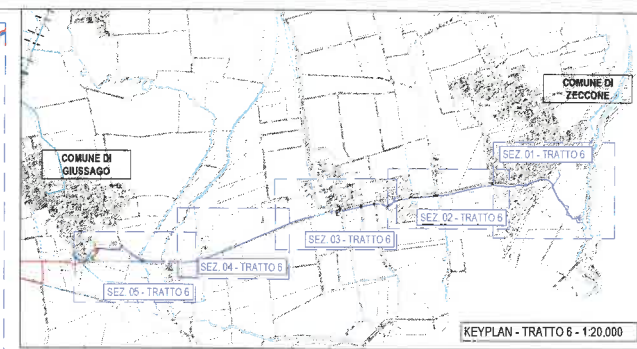 COMUNE DI
ZECCONE
COMUNE DI
GIUSSAGO
SEZ. 01 - TRATTO 6
SEZ. 02 - TRATTO 6
SEZ. 03 - TRATTO 6
SEZ. 04 - TRATTO 6
SEZ. 05 - TRATTO 6
KEYPLAN - TRATTO 6 - 1:20,000